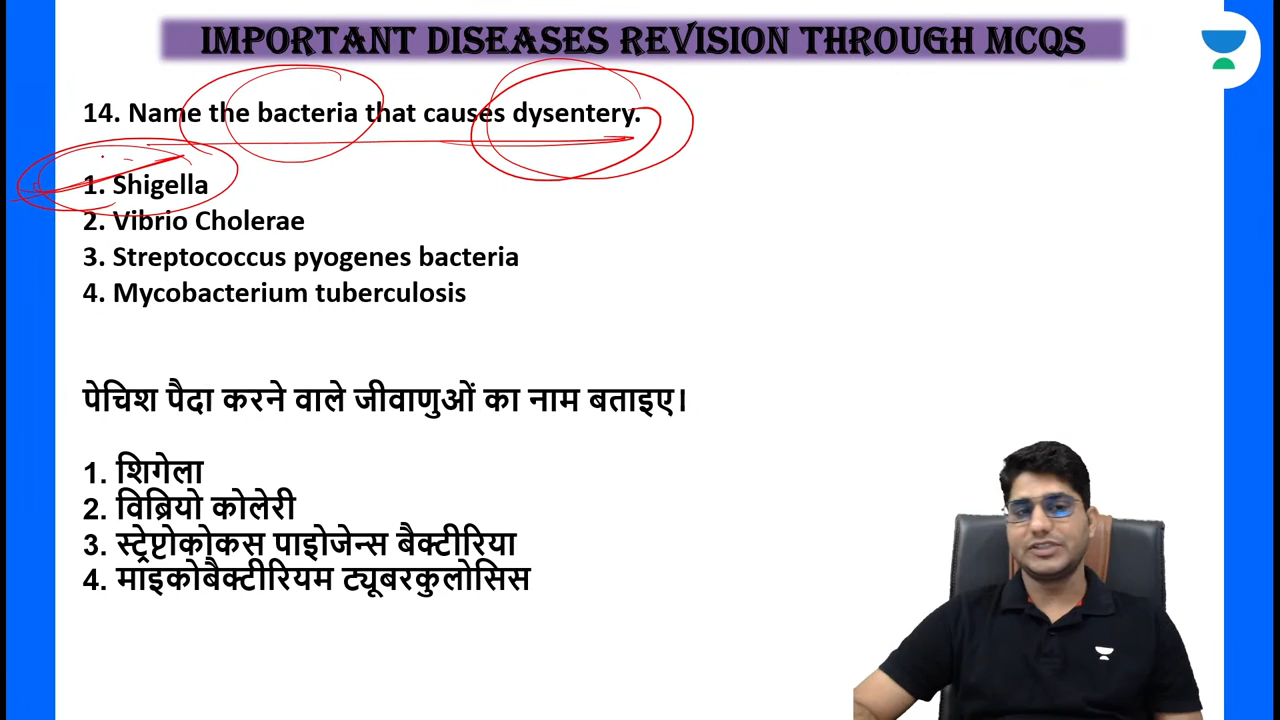 IMPORTANT DISEASES REVISION THROUGH MCQS
14. Name the bacteria that causes dysentery.
1. Shigella
2. Vibrio Cholerae
3. Streptococcus pyogenes bacteria
4. Mycobacterium tuberculosis
पेचिश पैदा करने वाले जीवाणुओं का नाम बताइए।
1. शिगेला
2. विब्रियो कोलेरी
3. स्ट्रेप्टोकोकस पाइोजेन्स बैक्टीरिया
4. माइकोबैक्टीरियम ट्यूबरकुलोसिस